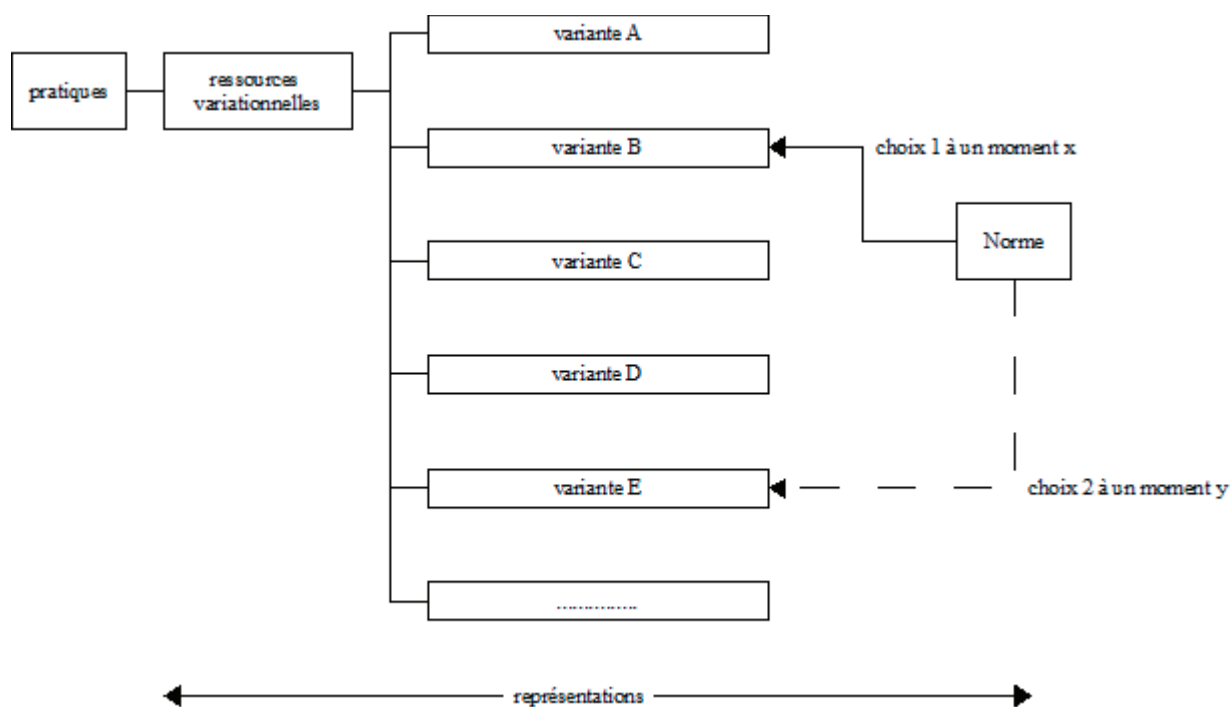 variante A
pratiques
ressources
variationnelles
variante B
choix 1 à un moment x
Norme
variante C
variante D
variante E
choix 2 à un moment y
..............
représentations